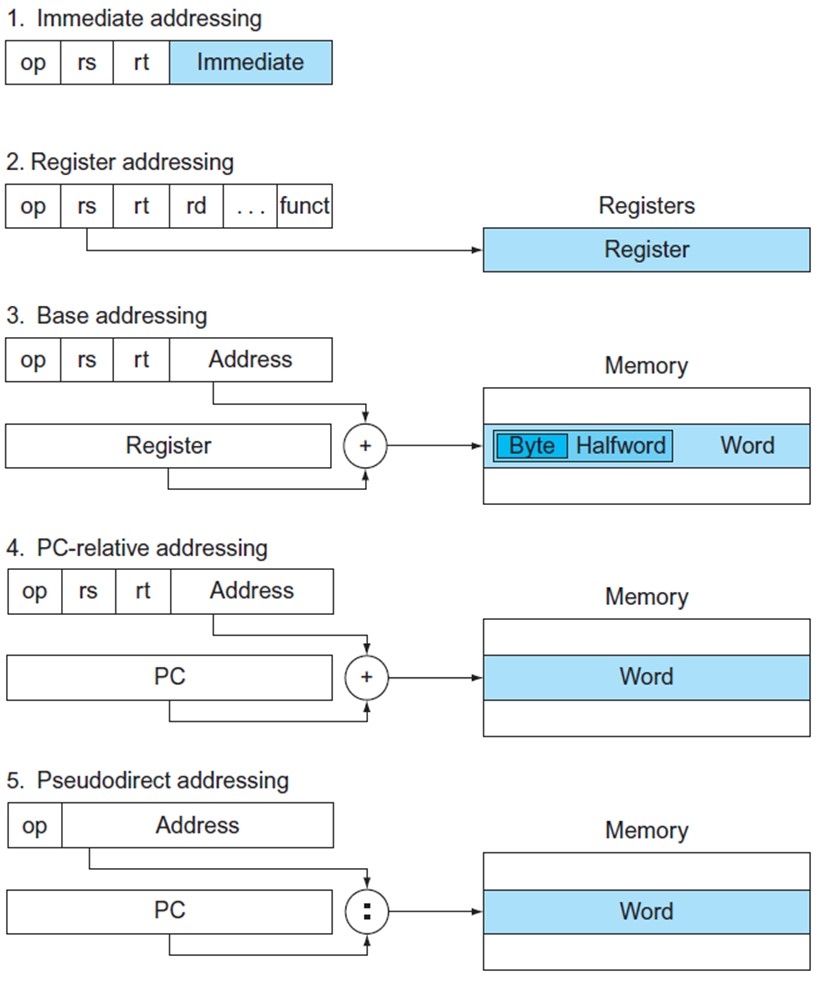 1. Immediate addressing
op rs rt Immediate
2. Register addressing
op rs rt rd ... funct
Registers
Register
3. Base addressing
op rs rt Address
Memory
Register + Byte Halfword Word
4. PC-relative addressing
op rs rt Address
Memory
PC + Word
5. Pseudodirect addressing
op Address
Memory
PC : Word